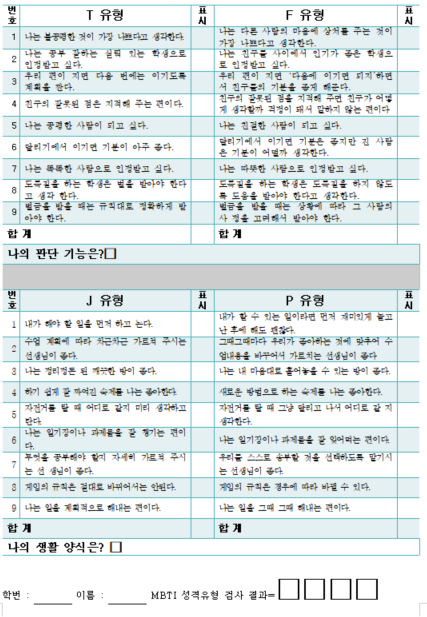 번호 T 유형 표시 F 유형 표시
1 나는 불공평한 것이 가장 나쁘다고 생각한다. 나는 다른 사람의 마음에 상처를 주는 것이
가장 나쁘다고 생각한다.
2 나는 공부 잘하는 실력 있는 학생으로 나는 친구들 사이에서 인기가 좋은 학생으
인정받고 싶다. 로 인정받고 싶다.
3 우리 편이 지면 다음 번에는 이기도록 우리 편이 지면 '다음에 이기면 되지'하면
계획을 짠다. 서 친구들의 기분을 좋게 해준다.
4 친구의 잘못된 점은 지적해 주는 편이다. 친구의 잘못된 점을 지적해 주면 친구가 어떻
게 생각할까 걱정이 돼서 말하지 않는 편이다
5 나는 공평한 사람이 되고 싶다. 나는 친절한 사람이 되고 싶다.
6 달리기에서 이기면 기분이 아주 좋다. 달리기에서 이기면 기분은 좋지만 진 사람
은 기분이 어떨까 생각한다.
7 나는 똑똑한 사람으로 인정받고 싶다. 나는 따뜻한 사람으로 인정받고 싶다.
8 도둑질을 하는 학생은 벌을 받아야 한다 도둑질을 하는 학생은 도둑질을 하지 않도
고 생각 한다. 록 도움을 받아야 한다고 생각한다.
9 벌금을 받을 때는 규칙대로 정확하게 받 벌금을 받을 때는 상황에 따라 그 사람의
아야 한다. 사 정을 고려해서 받아야 한다.
합 계 합 계
나의 판단 기능은?
번호 J 유형 표시 P 유형 표시
1 내가 해야 할 일을 먼저 하고 논다. 내가 할 수 있는 일이라면 먼저 재미있게 놀고
난 후에 해도 괜찮다.
2 수업 계획에 따라 차근차근 가르쳐 주시는 그때그때마다 우리가 좋아하는 것에 맞추어 수
선생님이 좋다. 업내용을 바꾸어서 가르치는 선생님이 좋다
3 나는 정리정돈 된 깨끗한 방이 좋다. 나는 내 마음대로 흩어놓을 수 있는 방이 좋다.
4 하기 쉽게 잘 짜여진 숙제를 나는 좋아한다. 새로운 방법으로 하는 숙제를 나는 좋아한다.
5 자전거를 탈 때 어디로 갈지 미리 생각하고 자전거를 탈 때 그냥 달리고 나서 어디로 갈 지
탄다. 생각한다.
6 나는 일기장이나 과제물을 잘 챙기는 편이 나는 일기장이나 과제물을 잘 잊어먹는 편이다.
다.
7 무엇을 공부해야 할지 자세히 가르쳐 주시 우리들 스스로 공부할 것을 선택하도록 맡기시
는 선 생님이 좋다. 는 선생님이 좋다.
8 게임의 규칙은 절대로 바뀌어서는 안된다. 게임의 규칙은 경우에 따라 바뀔 수 있다.
9 나는 일을 계획적으로 해내는 편이다. 나는 일을 그때 그때 해내는 편이다.
합 계 합 계
나의 생활 양식은?
학번 : 이름 : MBTI 성격유형 검사 결과=